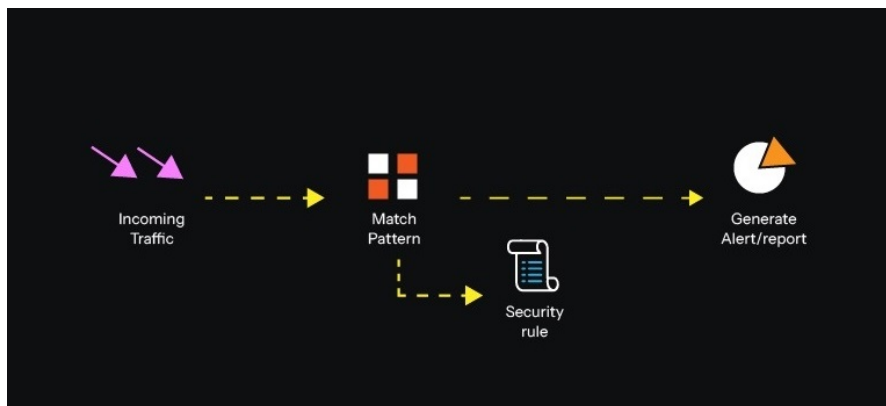 Incoming
Traffic
Match
Pattern
Generate
Alert/report
Security
rule